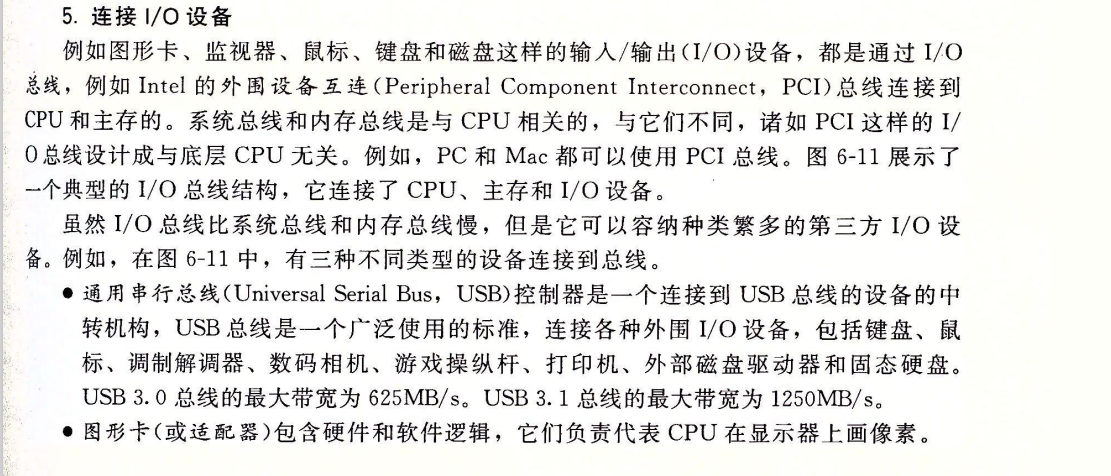 5. 连接 I/O 设备
例如图形卡、监视器、鼠标、键盘和磁盘这样的输入/输出(I/O)设备，都是通过 I/O
总线，例如 Intel 的外围设备互连(Peripheral Component Interconnect，PCI)总线连接到
CPU 和主存的。系统总线和内存总线是与 CPU 相关的，与它们不同，诸如 PCI 这样的 I/
O 总线设计成与底层 CPU 无关。例如，PC 和 Mac 都可以使用 PCI 总线。图 6-11 展示了
一个典型的 I/O 总线结构，它连接了 CPU、主存和 I/O 设备。
虽然 I/O 总线比系统总线和内存总线慢，但是它可以容纳种类繁多的第三方 I/O 设
备。例如，在图 6-11 中，有三种不同类型的设备连接到总线。
● 通用串行总线(Universal Serial Bus，USB)控制器是一个连接到 USB 总线的设备的中
转机构，USB 总线是一个广泛使用的标准，连接各种外围 I/O 设备，包括键盘、鼠
标、调制解调器、数码相机、游戏操纵杆、打印机、外部磁盘驱动器和固态硬盘。
USB 3.0 总线的最大带宽为 625MB/s。USB 3.1 总线的最大带宽为 1250MB/s。
● 图形卡(或适配器)包含硬件和软件逻辑，它们负责代表 CPU 在显示器上画像素。